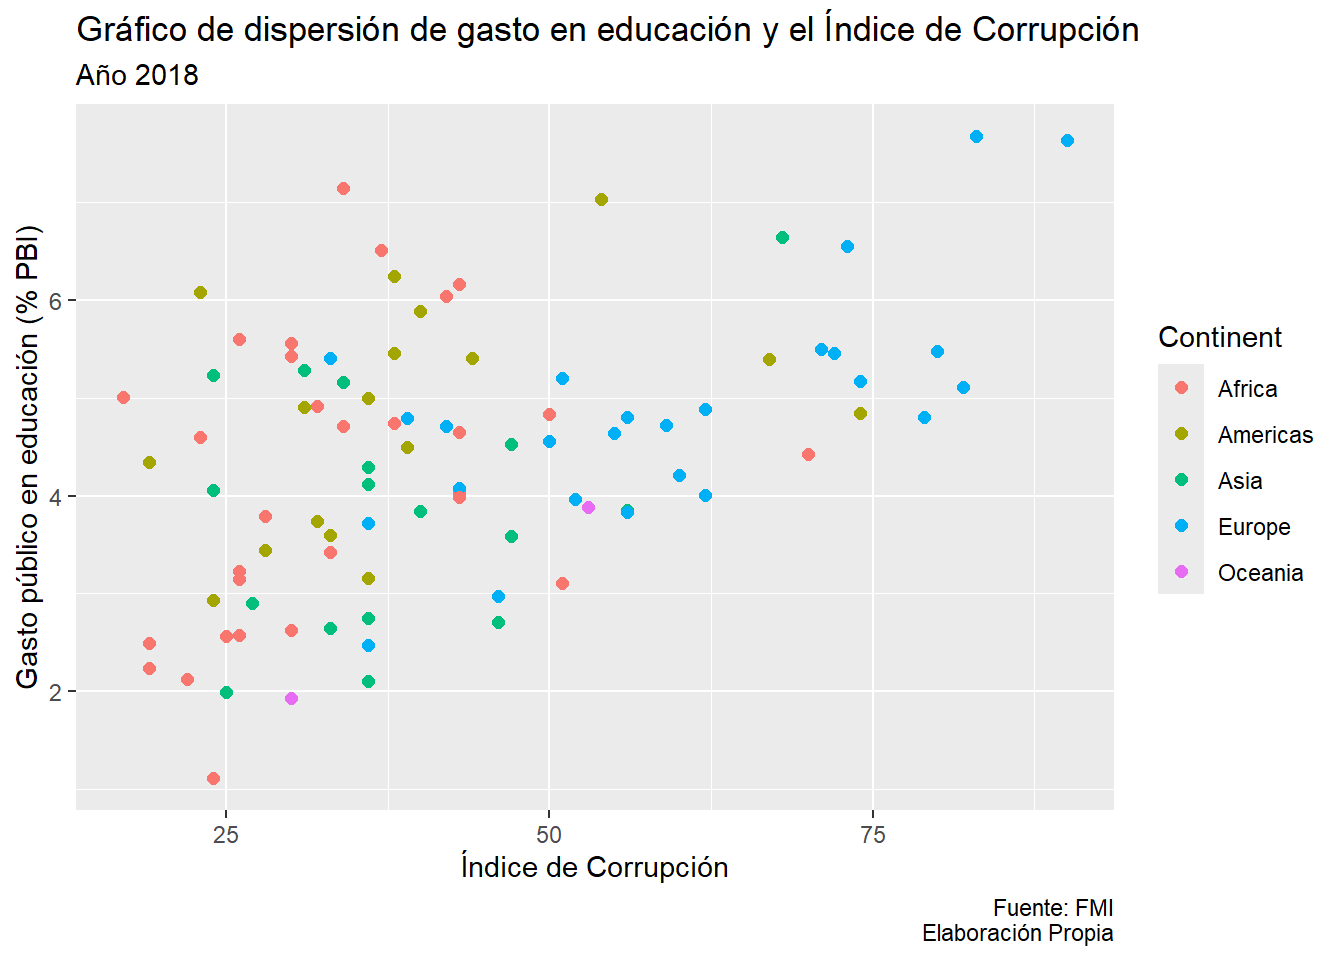 Gráfico de dispersión de gasto en educación y el Índice de Corrupción
Año 2018
Gasto público en educación (% PBI)
6
4
2
25 50 75
Índice de Corrupción
Continent
Africa
Americas
Asia
Europe
Oceania
Fuente: FMI
Elaboración Propia